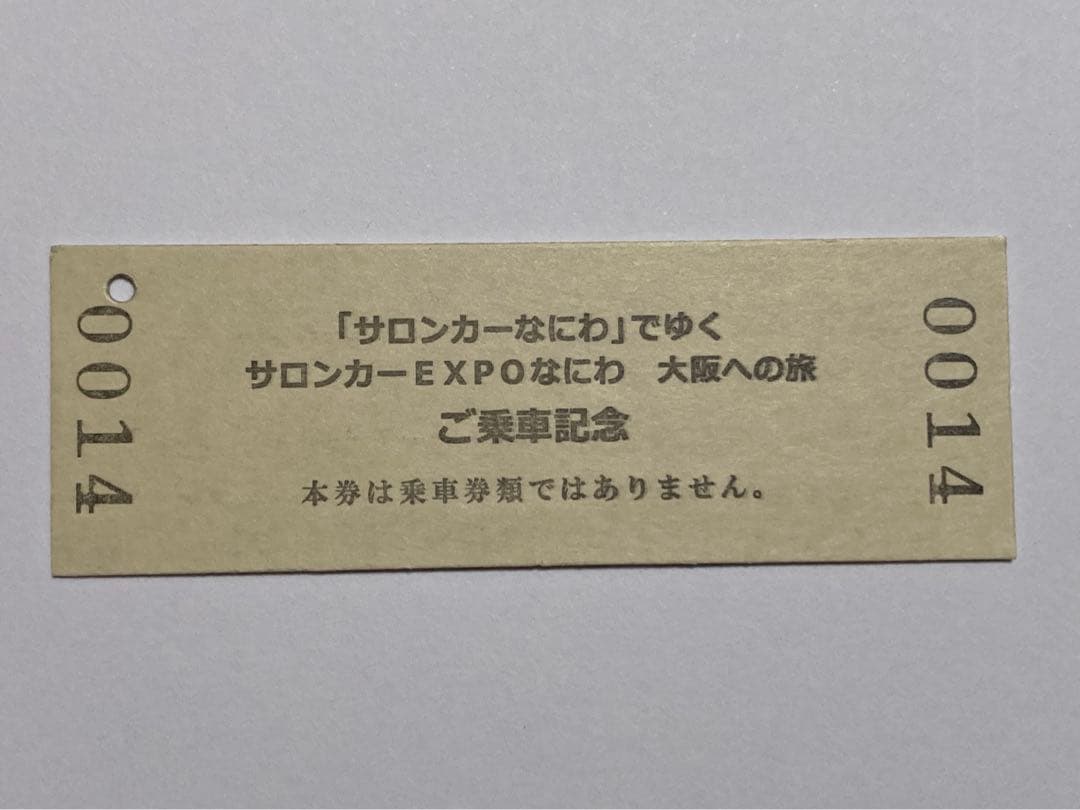 「サロンカーなにわ」でゆく
サロンカーEXPOなにわ　大阪への旅
ご乗車記念
本券は乗車券類ではありません。
0014
0014